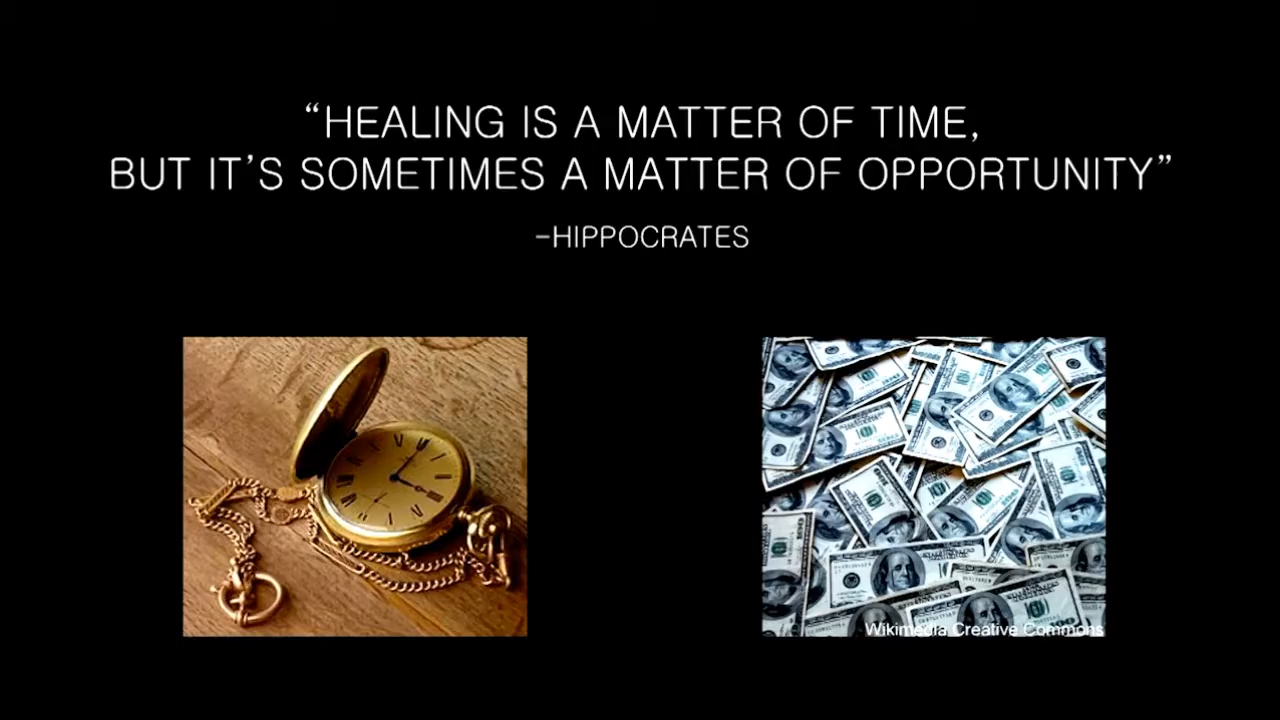 “HEALING IS A MATTER OF TIME,
BUT IT’S SOMETIMES A MATTER OF OPPORTUNITY”
–HIPPOCRATES
Wikimedia Creative Commons